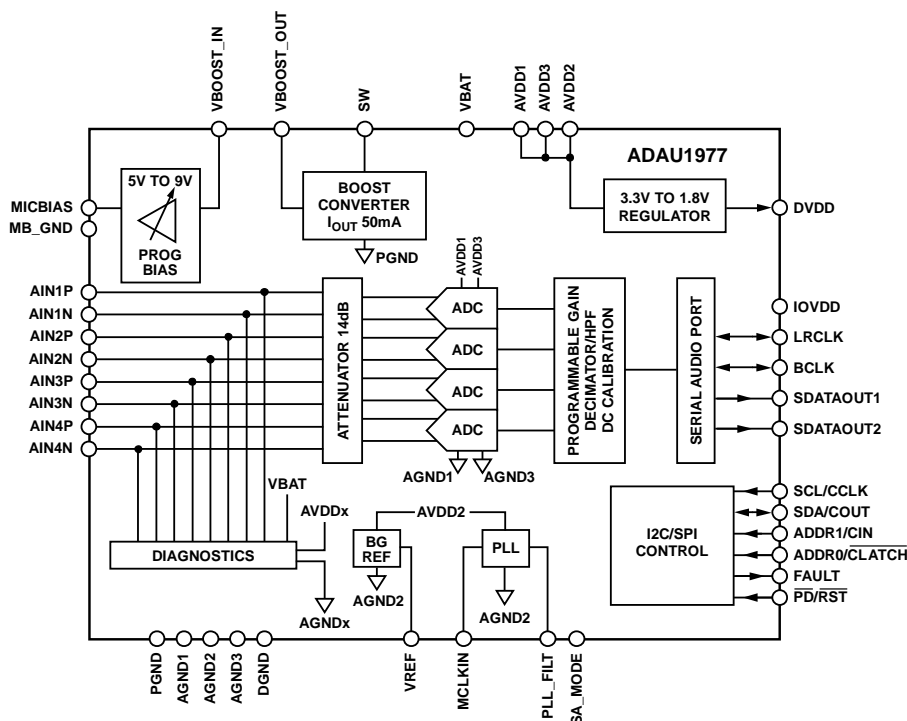 VBOOST_IN
VBOOST_OUT
SW
VBAT
AVDD1
AVDD3
AVDD2
ADAU1977
5V TO 9V
PROG
BIAS
BOOST
CONVERTER
IOUT 50mA
PGND
3.3V TO 1.8V
REGULATOR
MICBIAS
MB_GND
DVDD
AVDD1
AVDD3
AIN1P
AIN1N
AIN2P
AIN2N
AIN3P
AIN3N
AIN4P
AIN4N
ATTENUATOR 14dB
ADC
ADC
ADC
ADC
AGND1
AGND3
PROGRAMMABLE GAIN
DECIMATOR/HPF
DC CALIBRATION
SERIAL AUDIO PORT
IOVDD
LRCLK
BCLK
SDATAOUT1
SDATAOUT2
VBAT
AVDDx
DIAGNOSTICS
AGNDx
AVDD2
BG
REF
AGND2
PLL
AGND2
I2C/SPI
CONTROL
SCL/CCLK
SDA/COUT
ADDR1/CIN
ADDR0/CLATCH
FAULT
PD/RST
PGND
AGND1
AGND2
AGND3
DGND
VREF
MCLKIN
PLL_FILT
SA_MODE